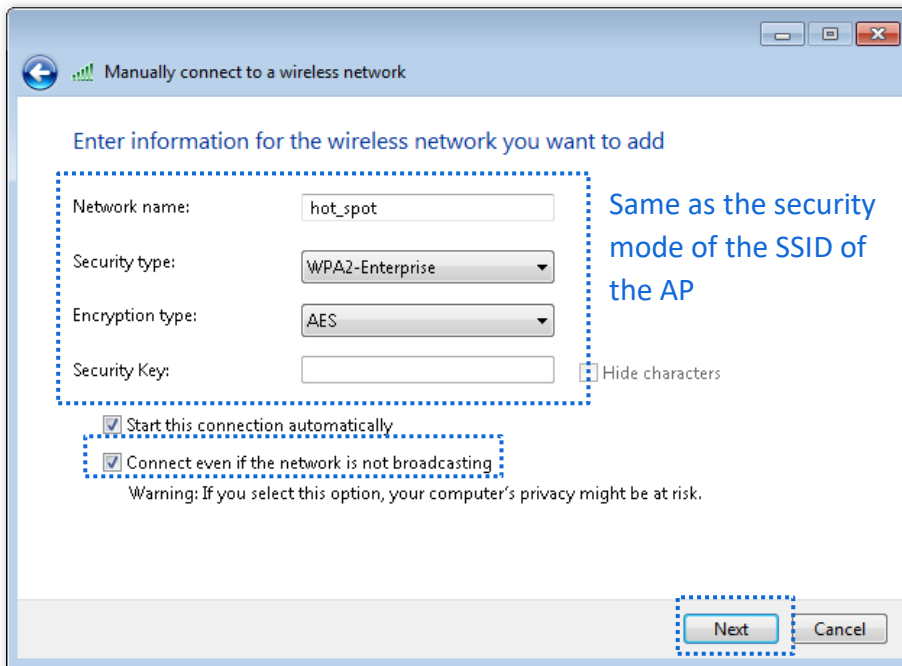 Manually connect to a wireless network
Enter information for the wireless network you want to add
Network name: hot_spot
Security type: WPA2-Enterprise
Encryption type: AES
Security Key:
Hide characters
Same as the security
mode of the SSID of
the AP
Start this connection automatically
Connect even if the network is not broadcasting
Warning: If you select this option, your computer's privacy might be at risk.
Next Cancel